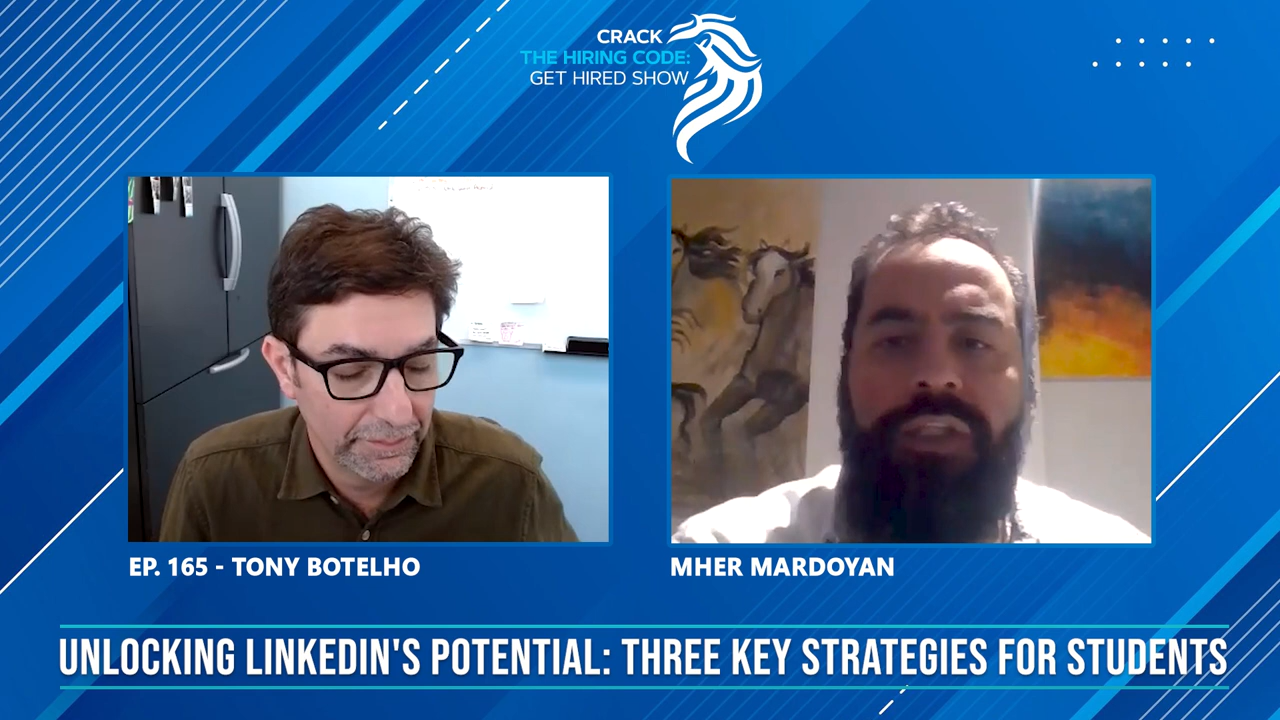 CRACK
THE HIRING CODE:
GET HIRED SHOW
EP. 165 - TONY BOTELHO
MHER MARDOYAN
UNLOCKING LINKEDIN'S POTENTIAL: THREE KEY STRATEGIES FOR STUDENTS